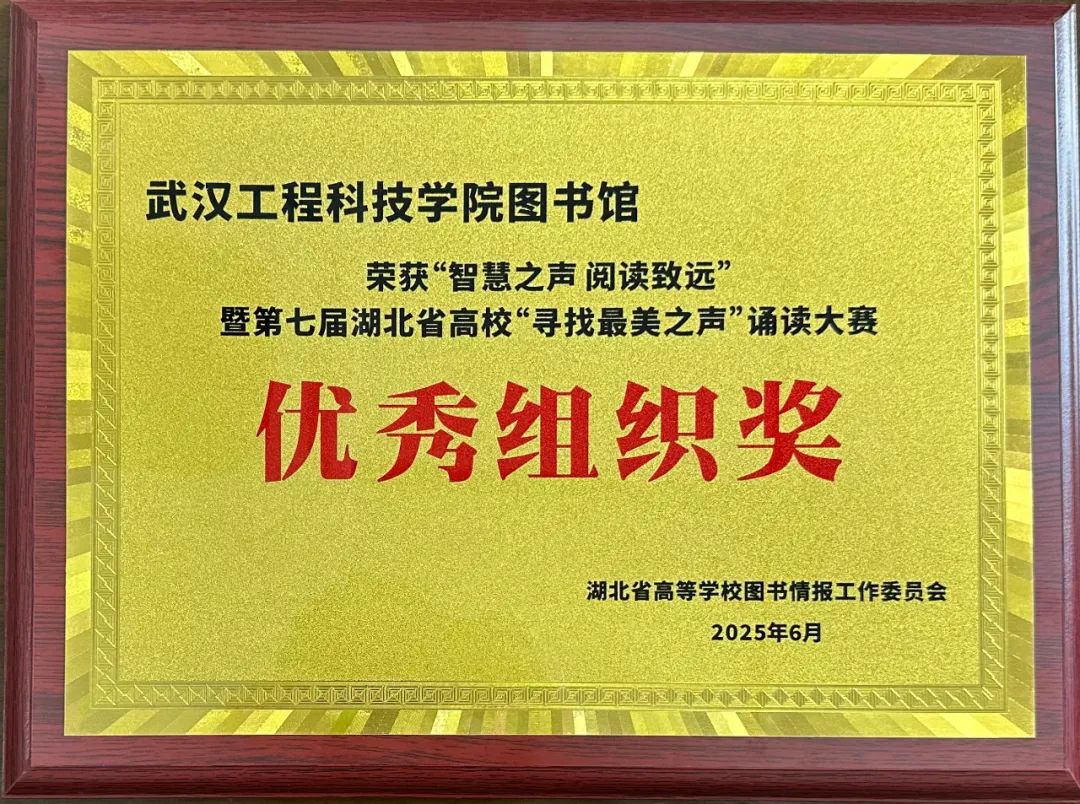 武汉工程科技学院图书馆
荣获“智慧之声 阅读致远”
暨第七届湖北省高校“寻找最美之声”诵读大赛
优秀组织奖
湖北省高等学校图书情报工作委员会
2025年6月